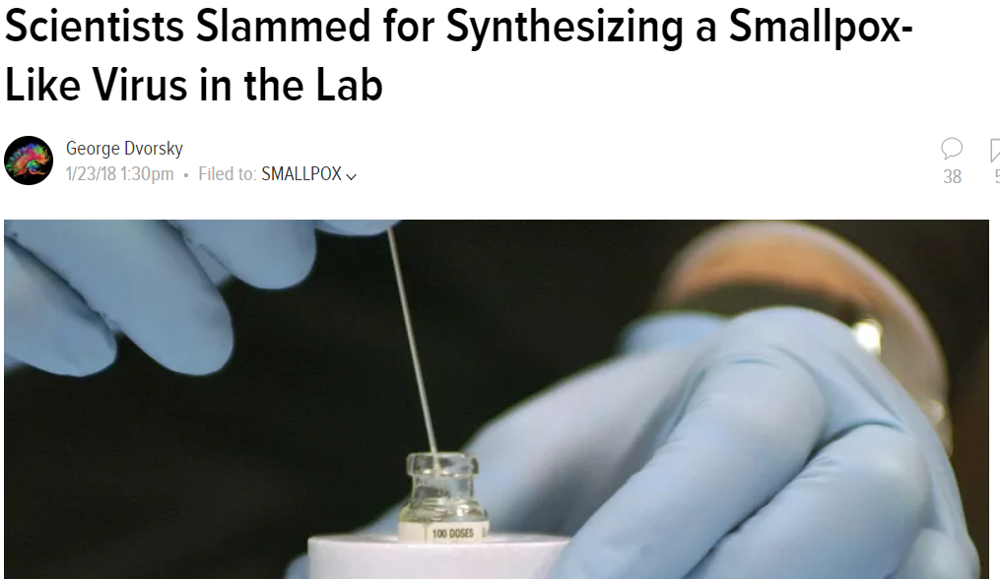 Scientists Slammed for Synthesizing a Smallpox-
Like Virus in the Lab
George Dvorsky
1/23/18 1:30pm • Filed to: SMALLPOX
38
100 DOSES